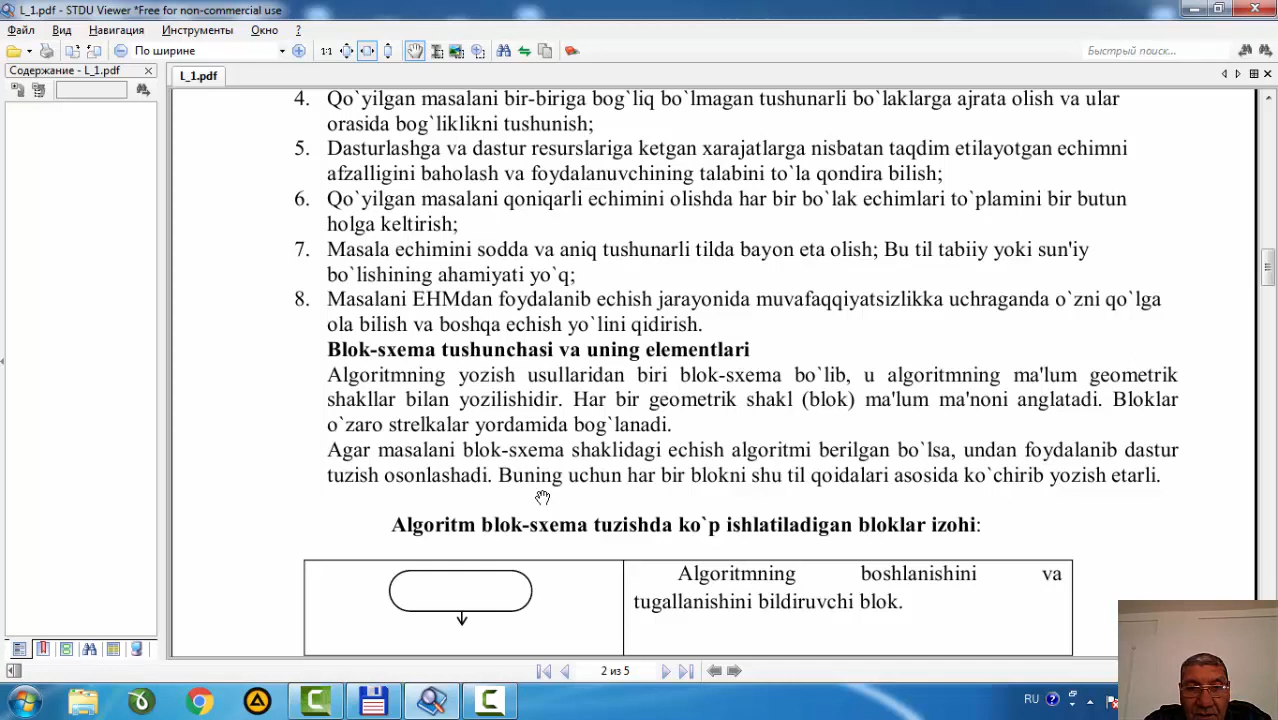 L_1.pdf - STDU Viewer *Free for non-commercial use
Файл Вид Навигация Инструменты Окно ?
1:1 По ширине Быстрый поиск...
Содержание - L_1.pdf
L_1.pdf
4. Qo`yilgan masalani bir-biriga bog`liq bo`lmagan tushunarli bo`laklarga ajrata olish va ular
orasida bog`liklikni tushunish;
5. Dasturlashga va dastur resurslariga ketgan xarajatlarga nisbatan taqdim etilayotgan echimni
afzalligini baholash va foydalanuvchining talabini to`la qondira bilish;
6. Qo`yilgan masalani qoniqarli echimini olishda har bir bo`lak echimlari to`plamini bir butun
holga keltirish;
7. Masala echimini sodda va aniq tushunarli tilda bayon eta olish; Bu til tabiiy yoki sun'iy
bo`lishining ahamiyati yo`q;
8. Masalani EHMdan foydalanib echish jarayonida muvafaqqiyatsizlikka uchraganda o`zni qo`lga
ola bilish va boshqa echish yo`lini qidirish.
Blok-sxema tushunchasi va uning elementlari
Algoritmning yozish usullaridan biri blok-sxema bo`lib, u algoritmning ma'lum geometrik
shakllar bilan yozilishidir. Har bir geometrik shakl (blok) ma'lum ma'noni anglatadi. Bloklar
o`zaro strelkalar yordamida bog`lanadi.
Agar masalani blok-sxema shaklidagi echish algoritmi berilgan bo`lsa, undan foydalanib dastur
tuzish osonlashadi. Buning uchun har bir blokni shu til qoidalari asosida ko`chirib yozish etarli.
Algoritm blok-sxema tuzishda ko`p ishlatiladigan bloklar izohi:
Algoritmning boshlanishini va
tugallanishini bildiruvchi blok.
2 из 5
RU